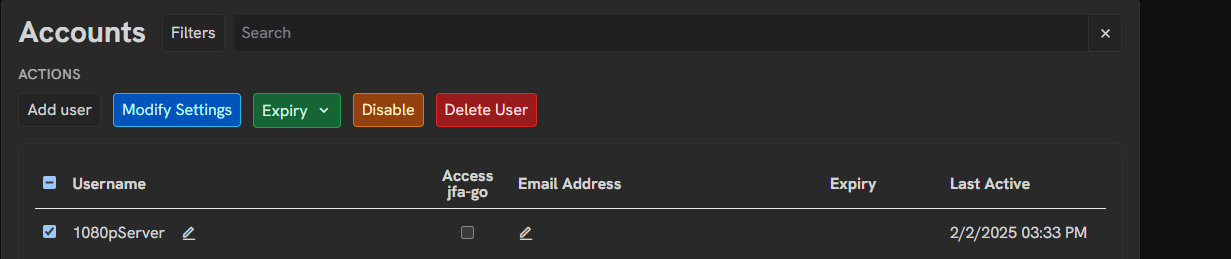 Accounts Filters Search ×
ACTIONS
Add user Modify Settings Expiry Disable Delete User
Username Access jfa-go Email Address Expiry Last Active
1080pServer 2/2/2025 03:33 PM